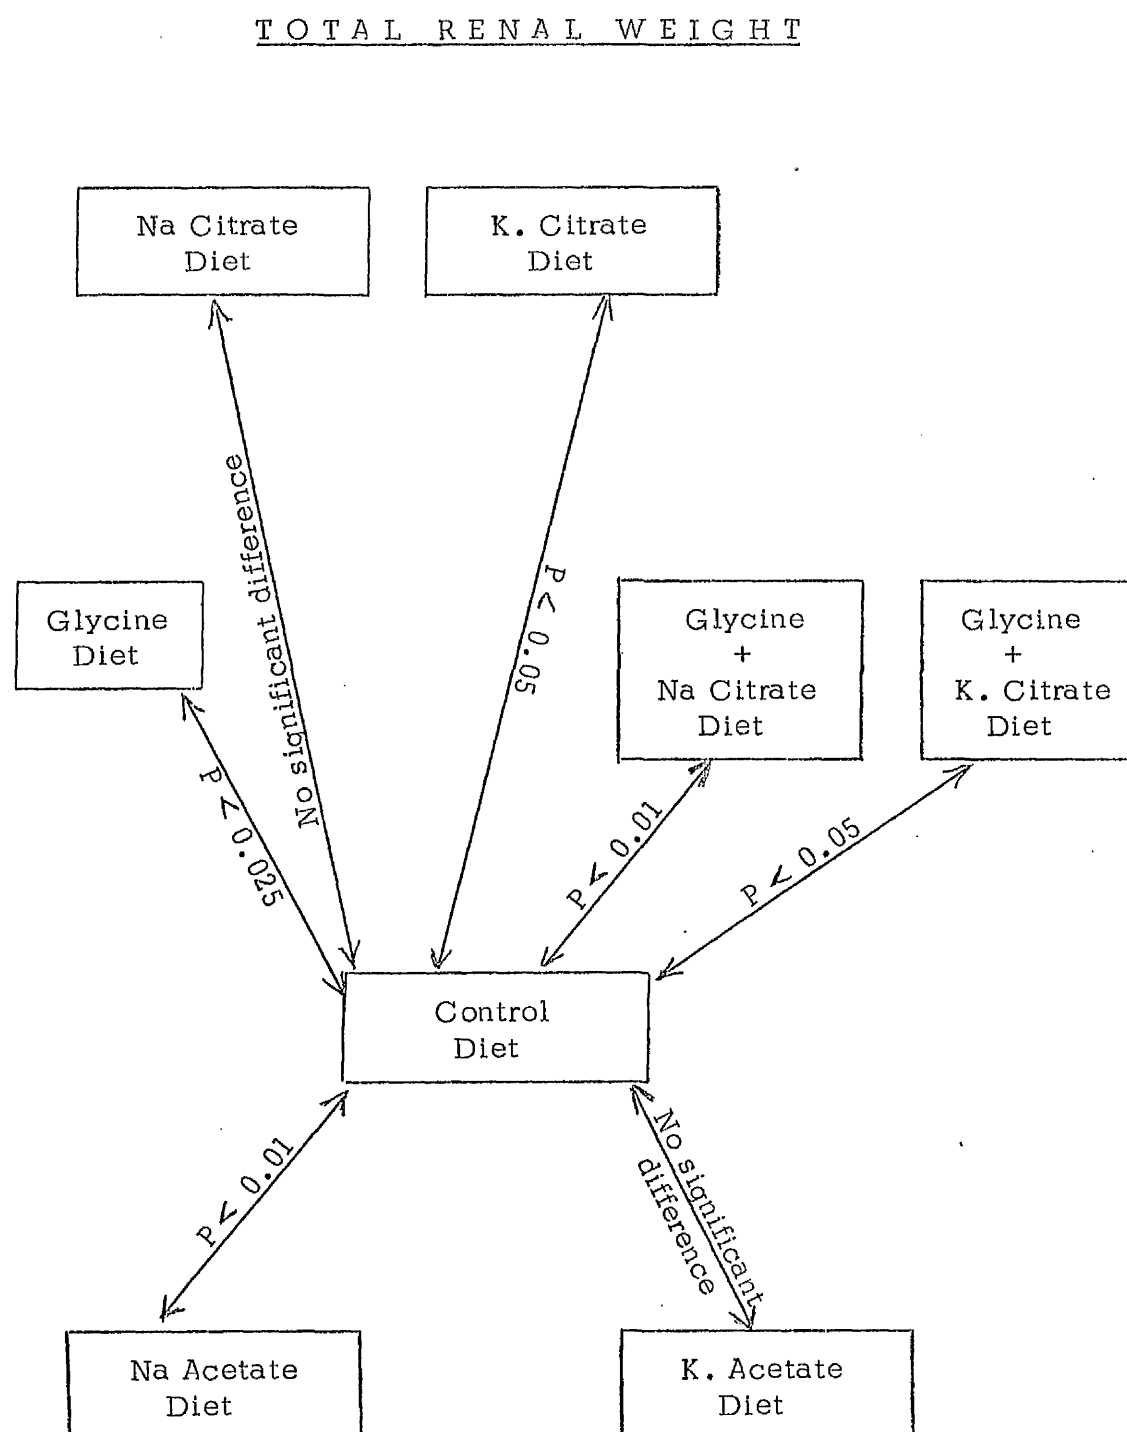 TOTAL RENAL WEIGHT
Na Citrate
Diet
K. Citrate
Diet
No significant difference
P < 0.05
Glycine
Diet
Glycine
+
Na Citrate
Diet
Glycine
+
K. Citrate
Diet
P < 0.025
P < 0.01
P < 0.05
Control
Diet
P < 0.01
No significant
difference
Na Acetate
Diet
K. Acetate
Diet